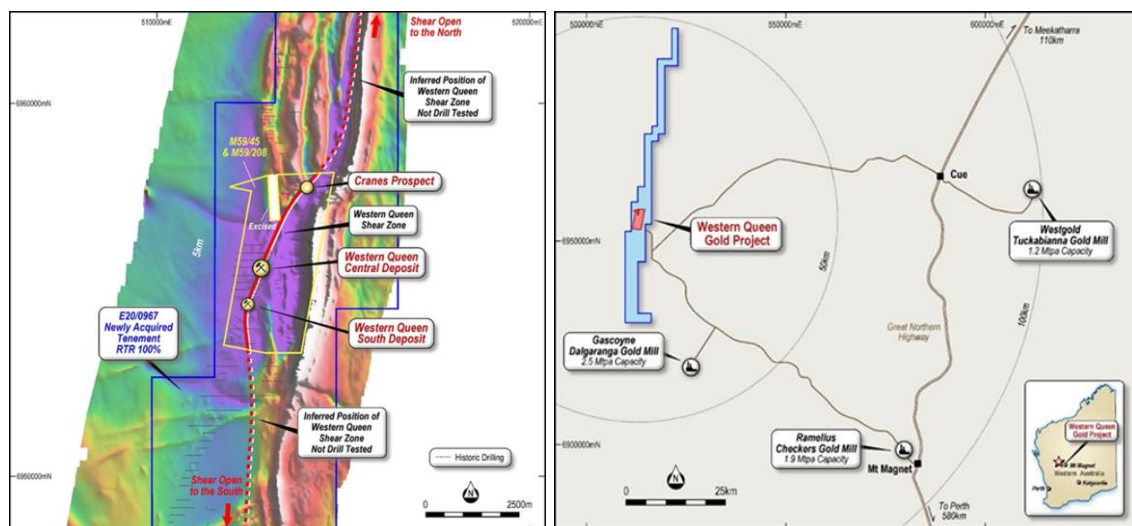 510000mE
520000mE
Shear Open
to the North
Inferred Position of
Western Queen
Shear Zone
Not Drill Tested
6960000mN
M59/45
& M59/208
Cranes Prospect
Excised
Western Queen
Shear Zone
5km
Western Queen
Central Deposit
Western Queen
South Deposit
E20/0967
Newly Acquired
Tenement
RTR 100%
Inferred Position of
Western Queen
Shear Zone
Not Drill Tested
Historic Drilling
6950000mN
Shear Open
to the South
N
0
2500m
500000mE
550000mE
600000mE
To Meekatharra
110km
Cue
Westgold
Tuckabianna Gold Mill
1.2 Mtpa Capacity
Western Queen
Gold Project
6950000mN
50km
100km
Great Northern
Highway
Gascoyne
Dalgaranga Gold Mill
2.5 Mtpa Capacity
Ramelius
Checkers Gold Mill
1.9 Mtpa Capacity
6900000mN
Mt Magnet
N
0
25km
To Perth
580km
Western Queen
Gold Project
Mt Magnet
Western Australia
Perth
Kalgoorlie